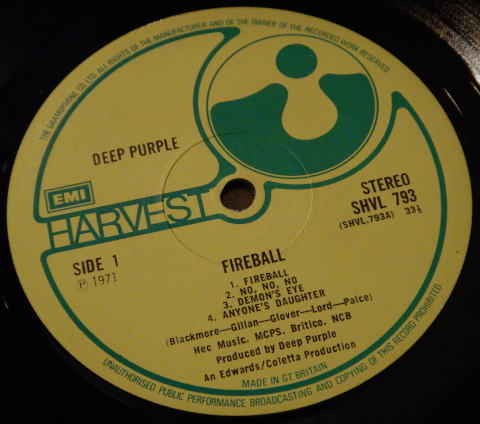 THE GRAMOPHONE CO. LTD. ALL RIGHTS OF THE MANUFACTURER AND OF THE OWNER OF THE RECORDED WORK RESERVED
DEEP PURPLE
EMI
HARVEST
STEREO
SHVL 793
(SHVL.793A) 33⅓
SIDE 1
℗ 1971
FIREBALL
1. FIREBALL
2. NO, NO, NO
3. DEMON'S EYE
4. ANYONE'S DAUGHTER
(Blackmore—Gillan—Glover—Lord—Paice)
Hec Music. MCPS. Britico. NCB
Produced by Deep Purple
An Edwards/Coletta Production
MADE IN GT. BRITAIN
UNAUTHORISED PUBLIC PERFORMANCE BROADCASTING AND COPYING OF THIS RECORD PROHIBITED